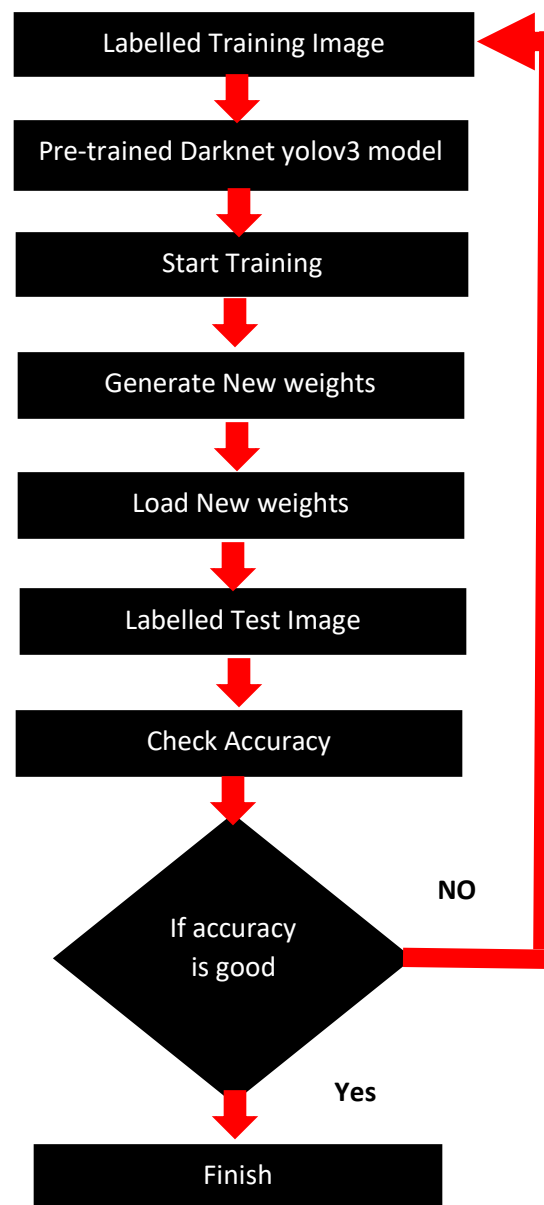 Labelled Training Image
Pre-trained Darknet yolov3 model
Start Training
Generate New weights
Load New weights
Labelled Test Image
Check Accuracy
NO
If accuracy
is good
Yes
Finish